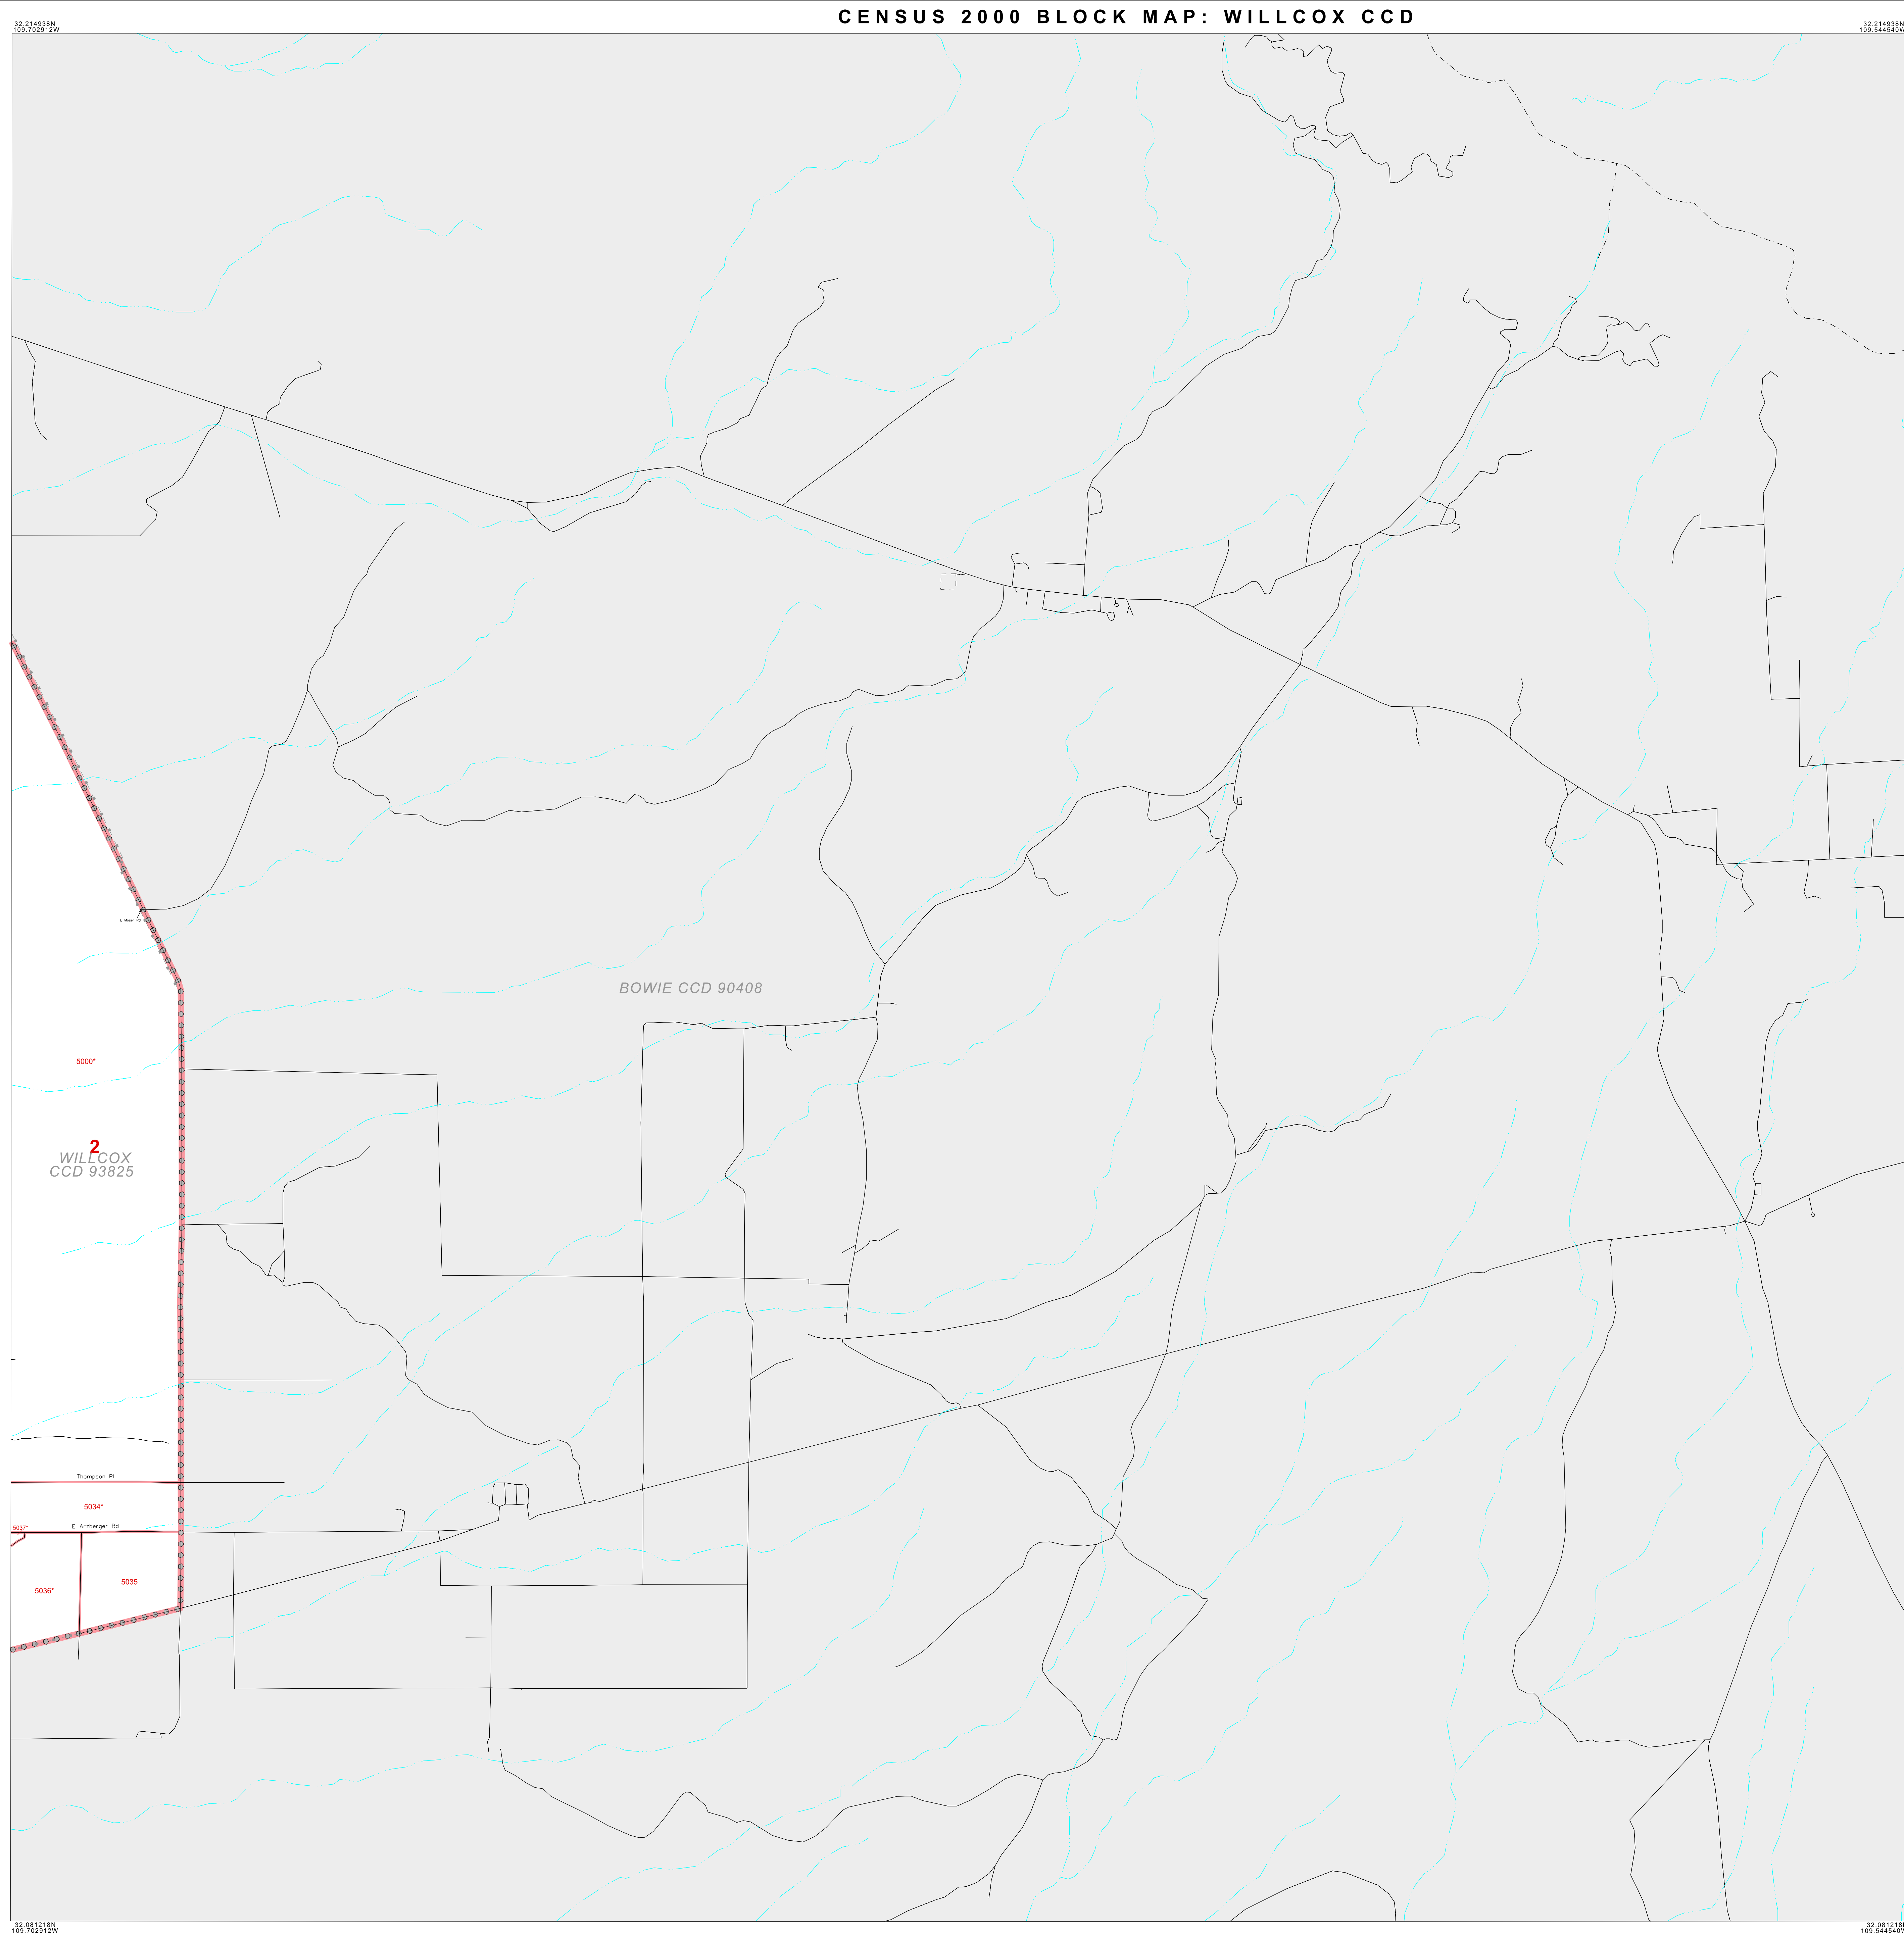 CENSUS 2000 BLOCK MAP: WILLCOX CCD
32.214938N
109.702912W
32.214938N
109.544540W
E Moser Rd
BOWIE CCD 90408
5000*
2
WILLCOX
CCD 93825
Thompson Pl
5034*
5037*
E Arzberger Rd
5036*
5035
32.081218N
109.702912W
32.081218N
109.544540W